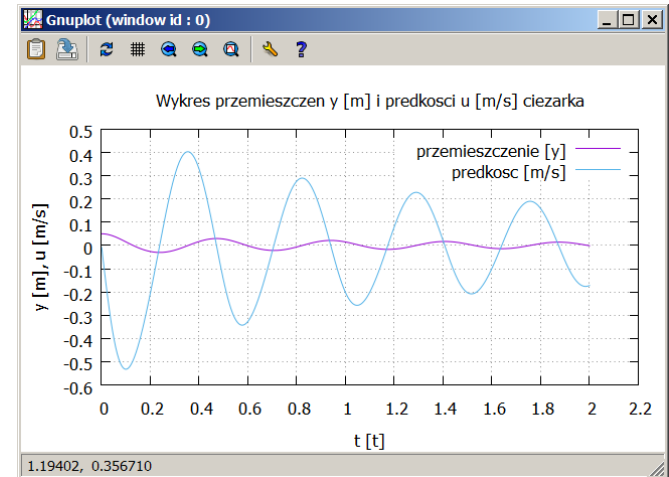 Gnuplot (window id : 0)
Wykres przemieszczen y [m] i predkosci u [m/s] ciezarka
przemieszczenie [y]
predkosc [m/s]
0.5
0.4
0.3
0.2
0.1
0
-0.1
-0.2
-0.3
-0.4
-0.5
-0.6
y [m], u [m/s]
0 0.2 0.4 0.6 0.8 1 1.2 1.4 1.6 1.8 2 2.2
t [t]
1.19402, 0.356710